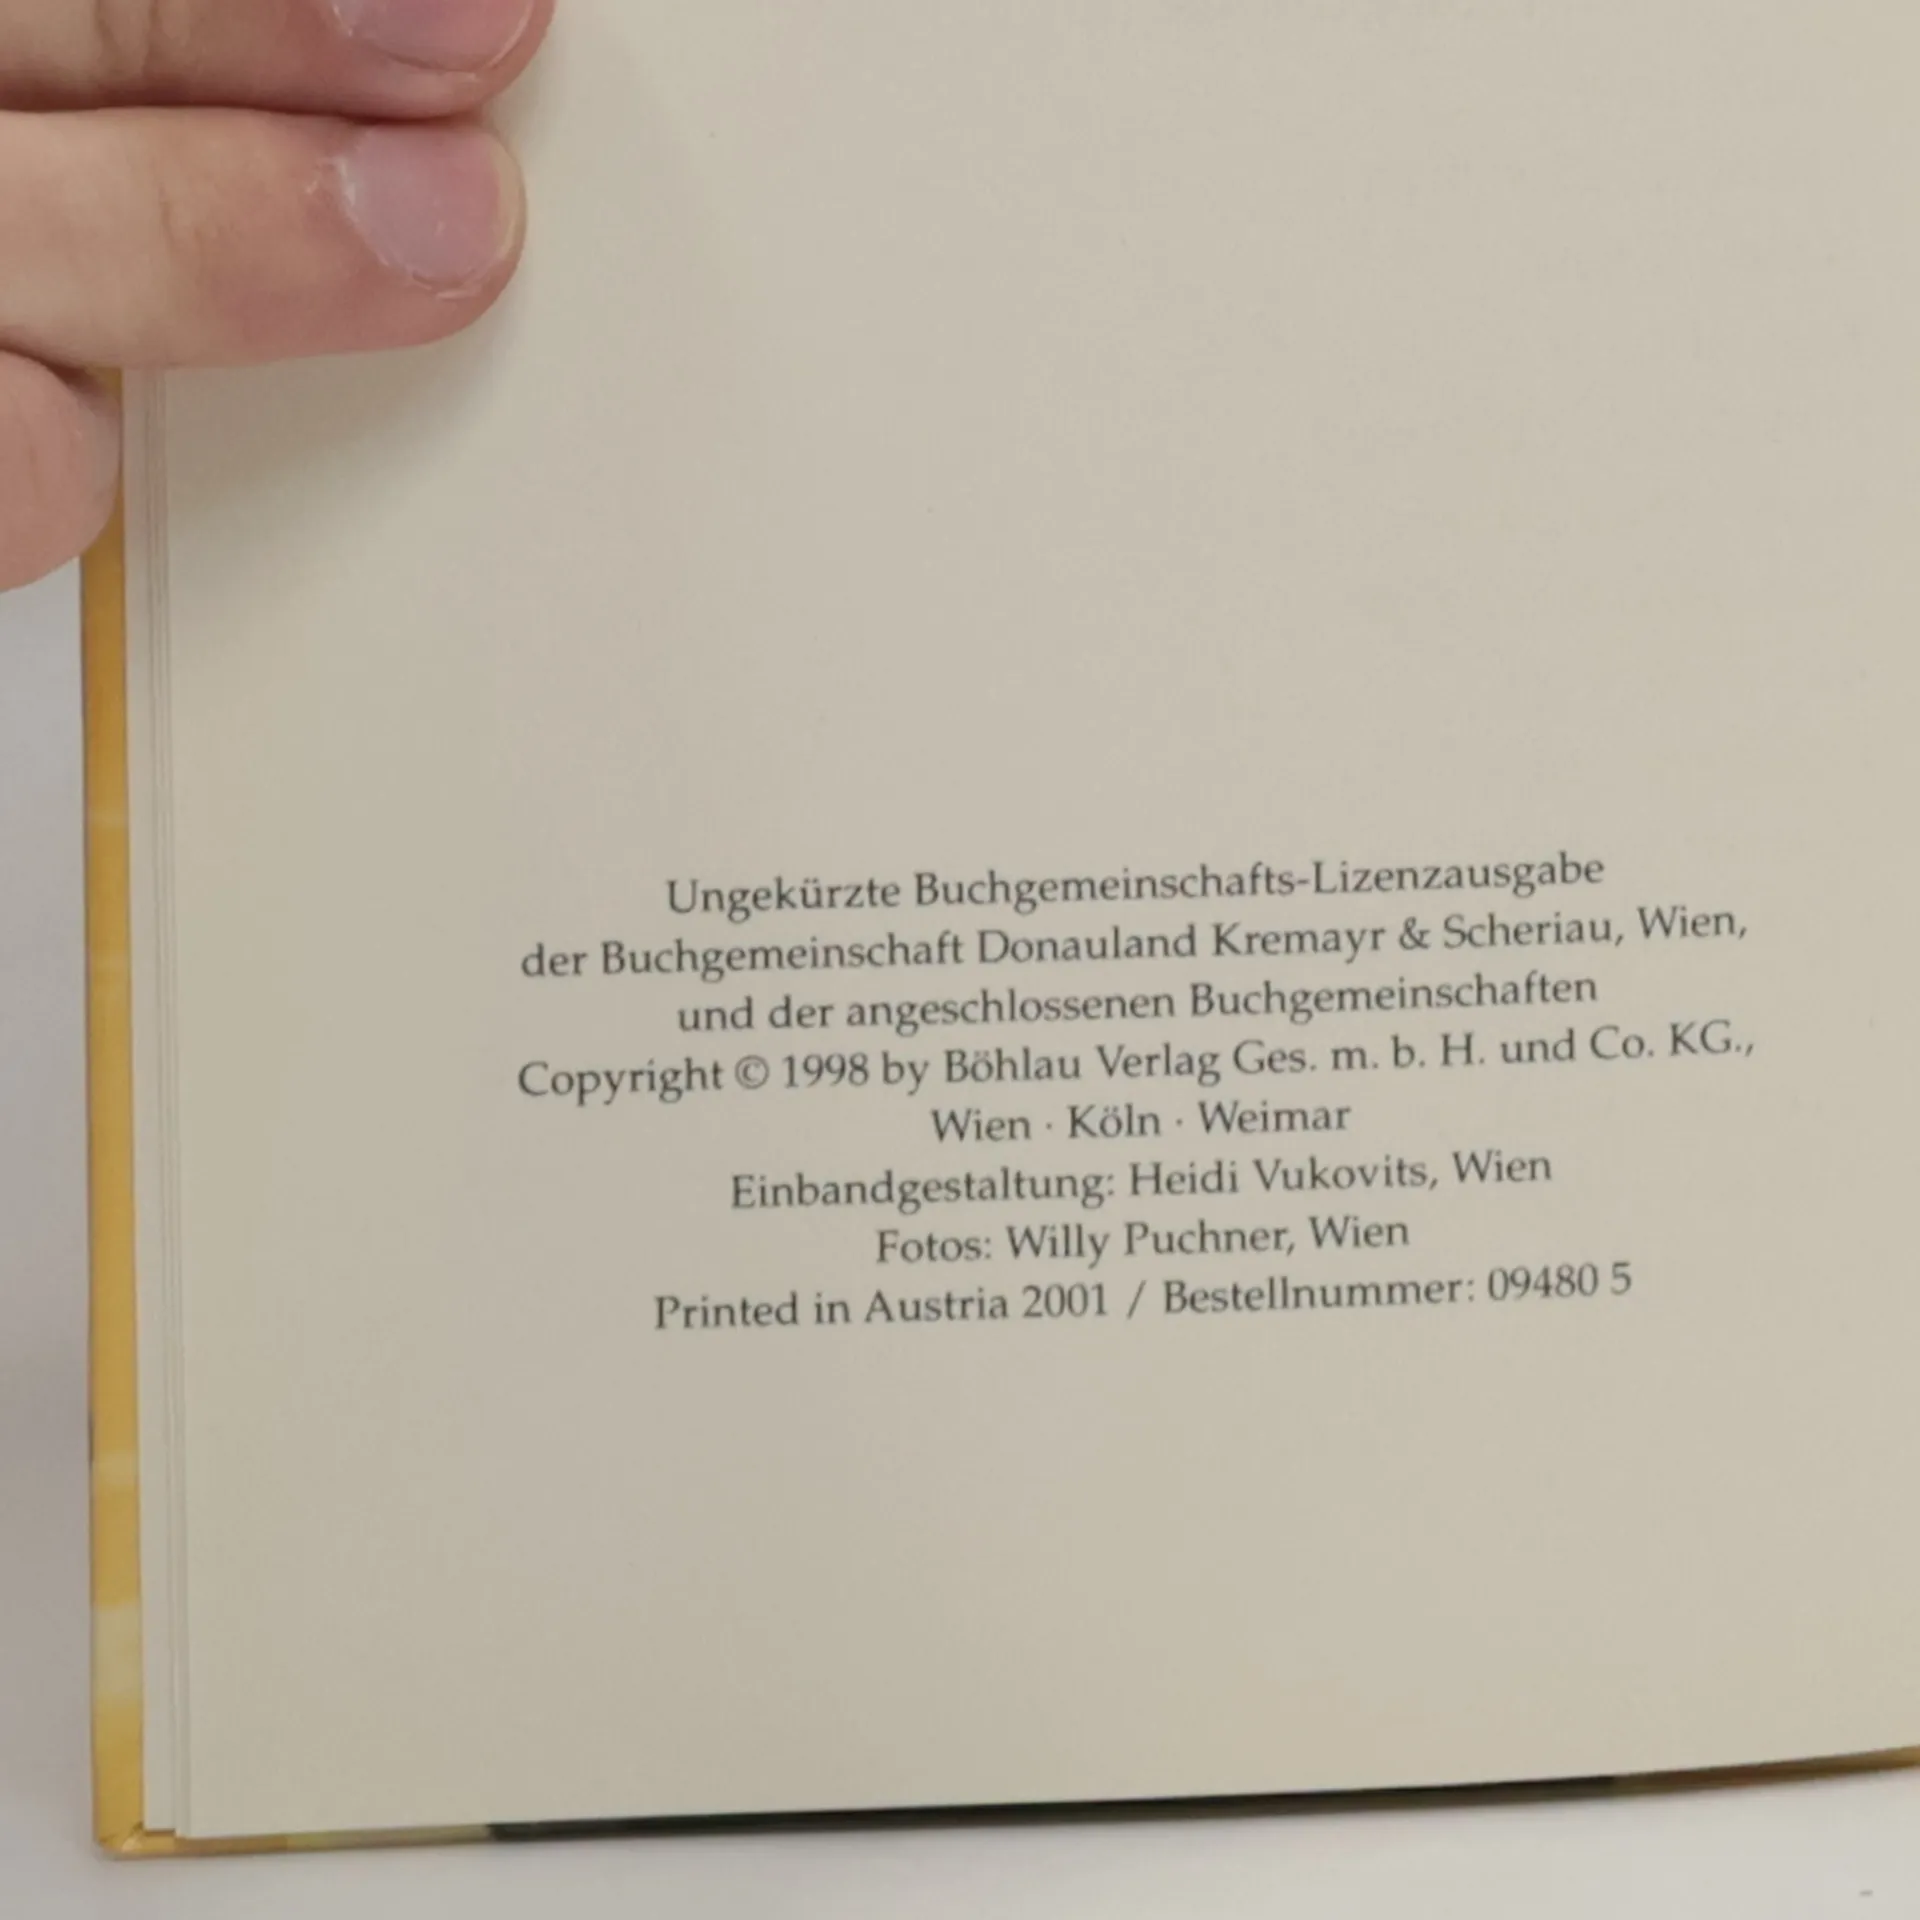 Ungekürzte Buchgemeinschafts-Lizenzausgabe
der Buchgemeinschaft Donauland Kremayr & Scheriau, Wien,
und der angeschlossenen Buchgemeinschaften
Copyright © 1998 by Böhlau Verlag Ges. m. b. H. und Co. KG.,
Wien · Köln · Weimar
Einbandgestaltung: Heidi Vukovits, Wien
Fotos: Willy Puchner, Wien
Printed in Austria 2001 / Bestellnummer: 09480 5